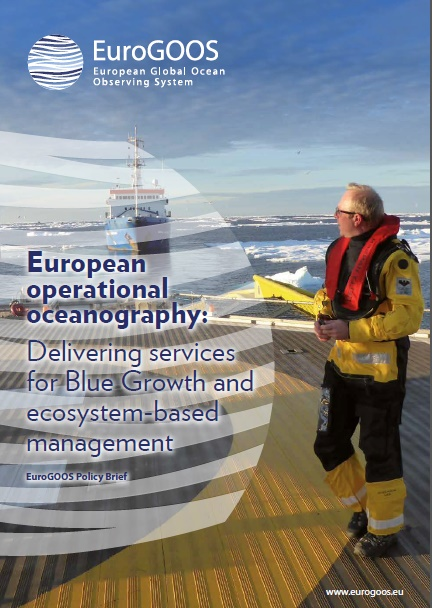 EuroGOOS
European Global Ocean
Observing System
European
operational
oceanography:
Delivering services
for Blue Growth and
ecosystem-based
management
EuroGOOS Policy Brief
www.eurogoos.eu